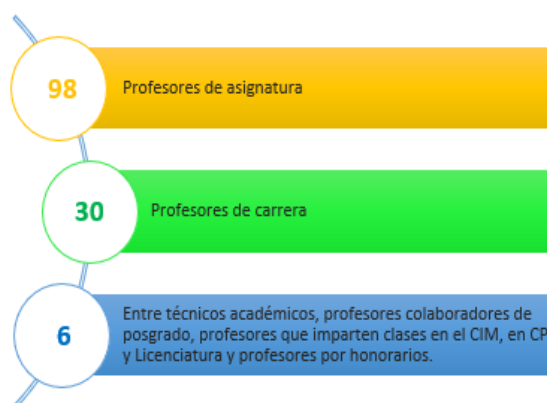 98
Profesores de asignatura
30
Profesores de carrera
6
Entre técnicos académicos, profesores colaboradores de
posgrado, profesores que imparten clases en el CIM, en CP
y Licenciatura y profesores por honorarios.